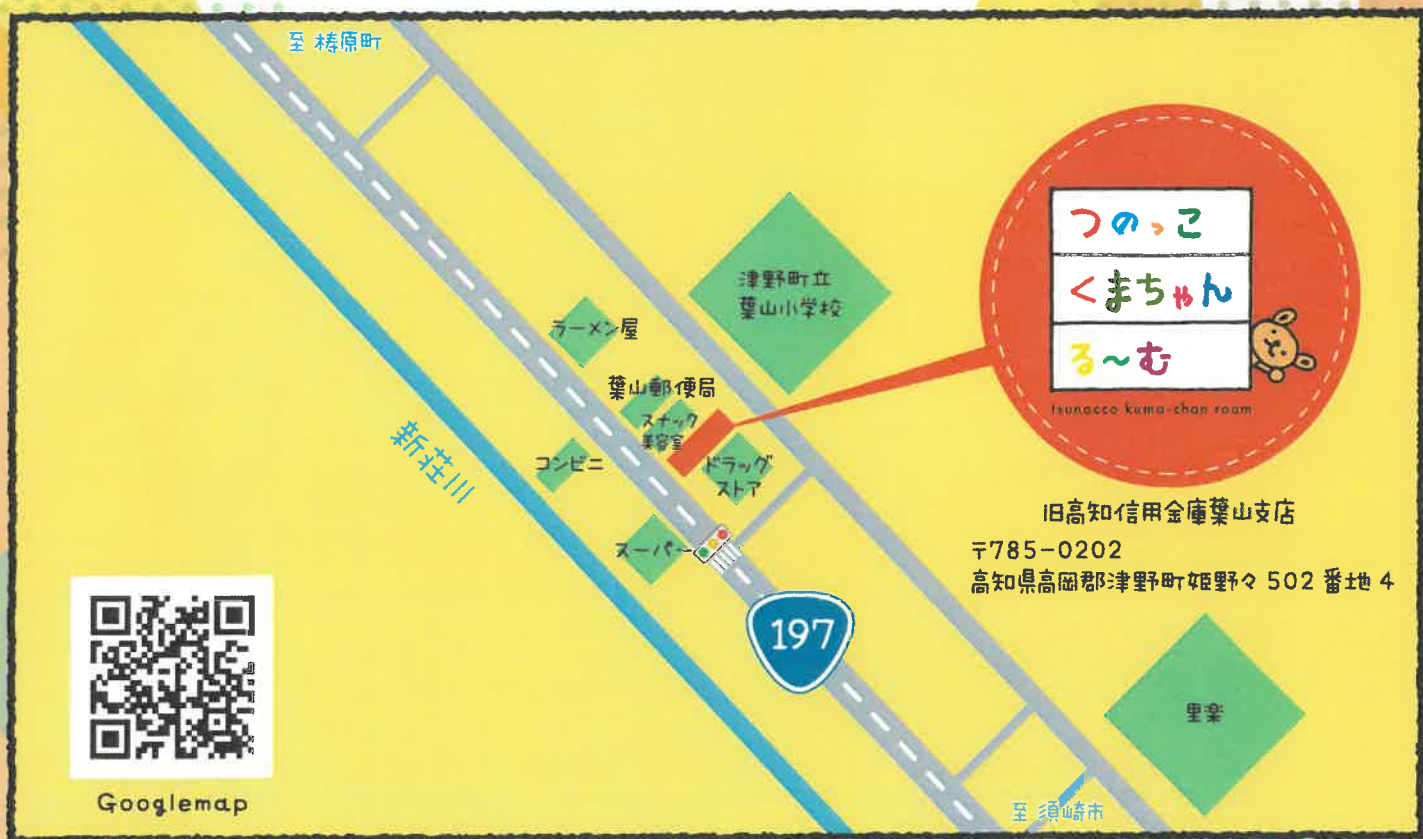 至 梼原町
つのっこ
くまちゃん
る~む
tsunocco kuma-chan room
津野町立
葉山小学校
ラーメン屋
葉山郵便局
スナック
美容室
コンビニ
ドラッグ
ストア
新荘川
スーパー
旧高知信用金庫葉山支店
〒785-0202
高知県高岡郡津野町姫野々 502 番地 4
197
里楽
Googlemap
至 須崎市